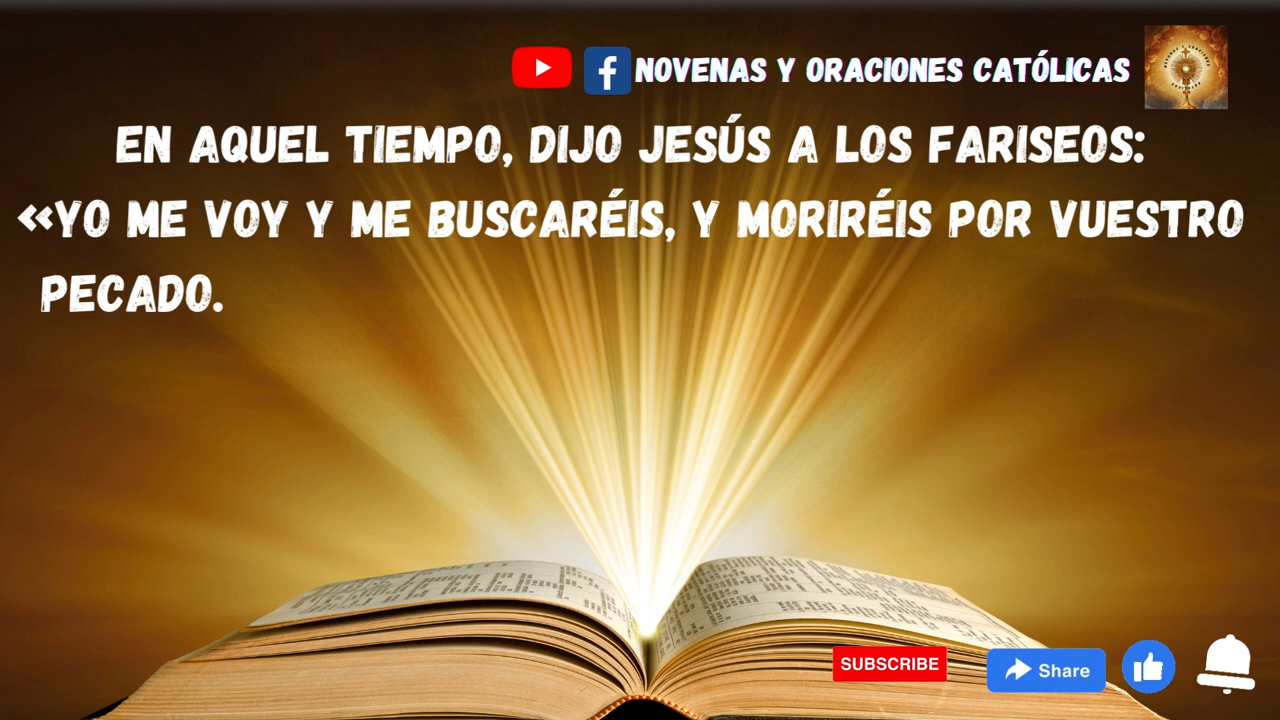 NOVENAS Y ORACIONES CATÓLICAS
EN AQUEL TIEMPO, DIJO JESÚS A LOS FARISEOS:
«YO ME VOY Y ME BUSCARÉIS, Y MORIRÉIS POR VUESTRO
PECADO.
SUBSCRIBE
Share